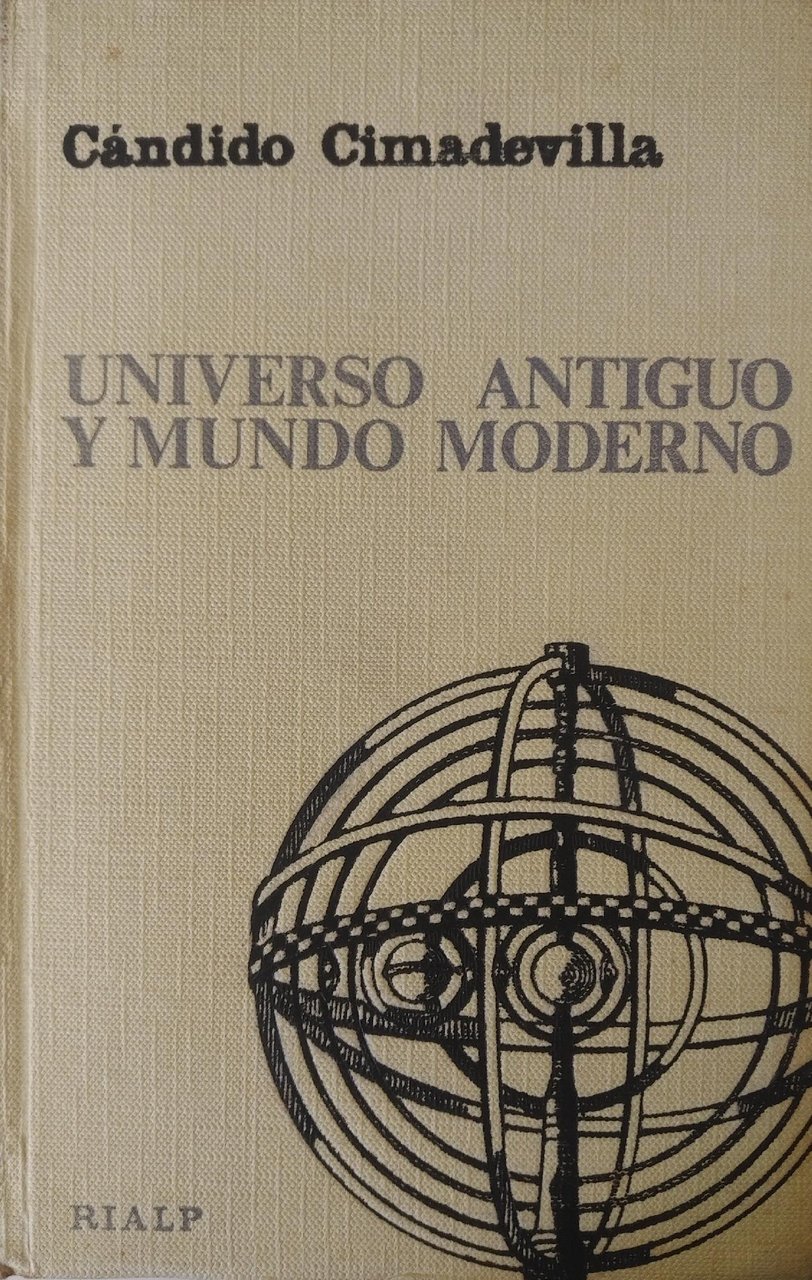 Cándido Cimadevilla
UNIVERSO ANTIGUO
Y MUNDO MODERNO
RIALP